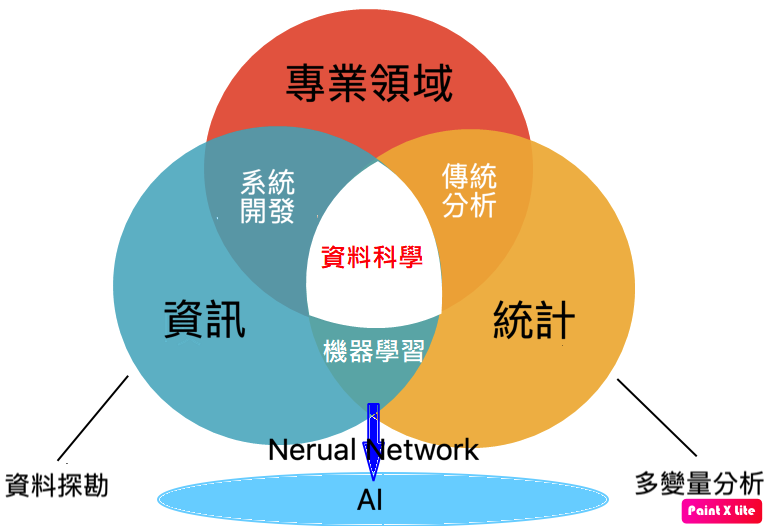 專業領域
系統
開發
傳統
分析
資料科學
資訊
統計
機器學習
Nerual Network
資料探勘
多變量分析
AI
Paint X Lite